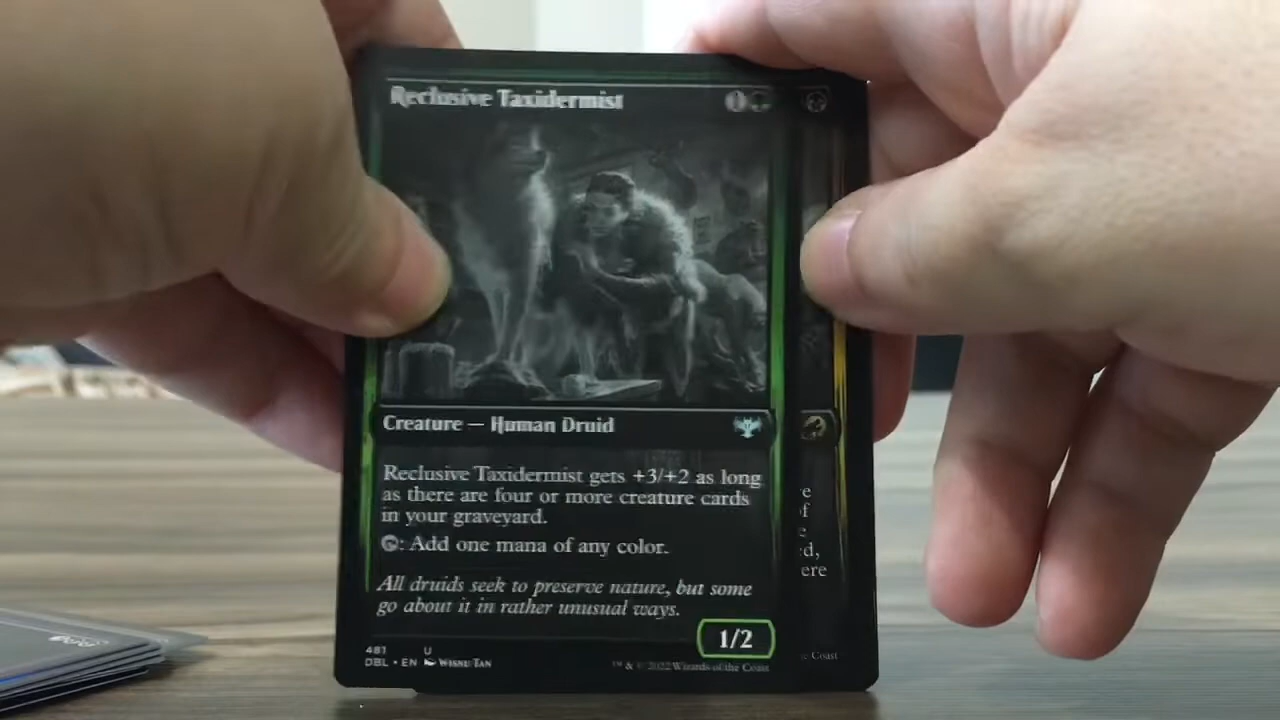 Reclusive Taxidermist 1
Creature — Human Druid
Reclusive Taxidermist gets +3/+2 as long
as there are four or more creature cards
in your graveyard.
: Add one mana of any color.
All druids seek to preserve nature, but some
go about it in rather unusual ways.
1/2
481 U
DBL • EN Wisnu Tan
™ & © 2022 Wizards of the Coast
e
of
e
d,
ere
e Coast